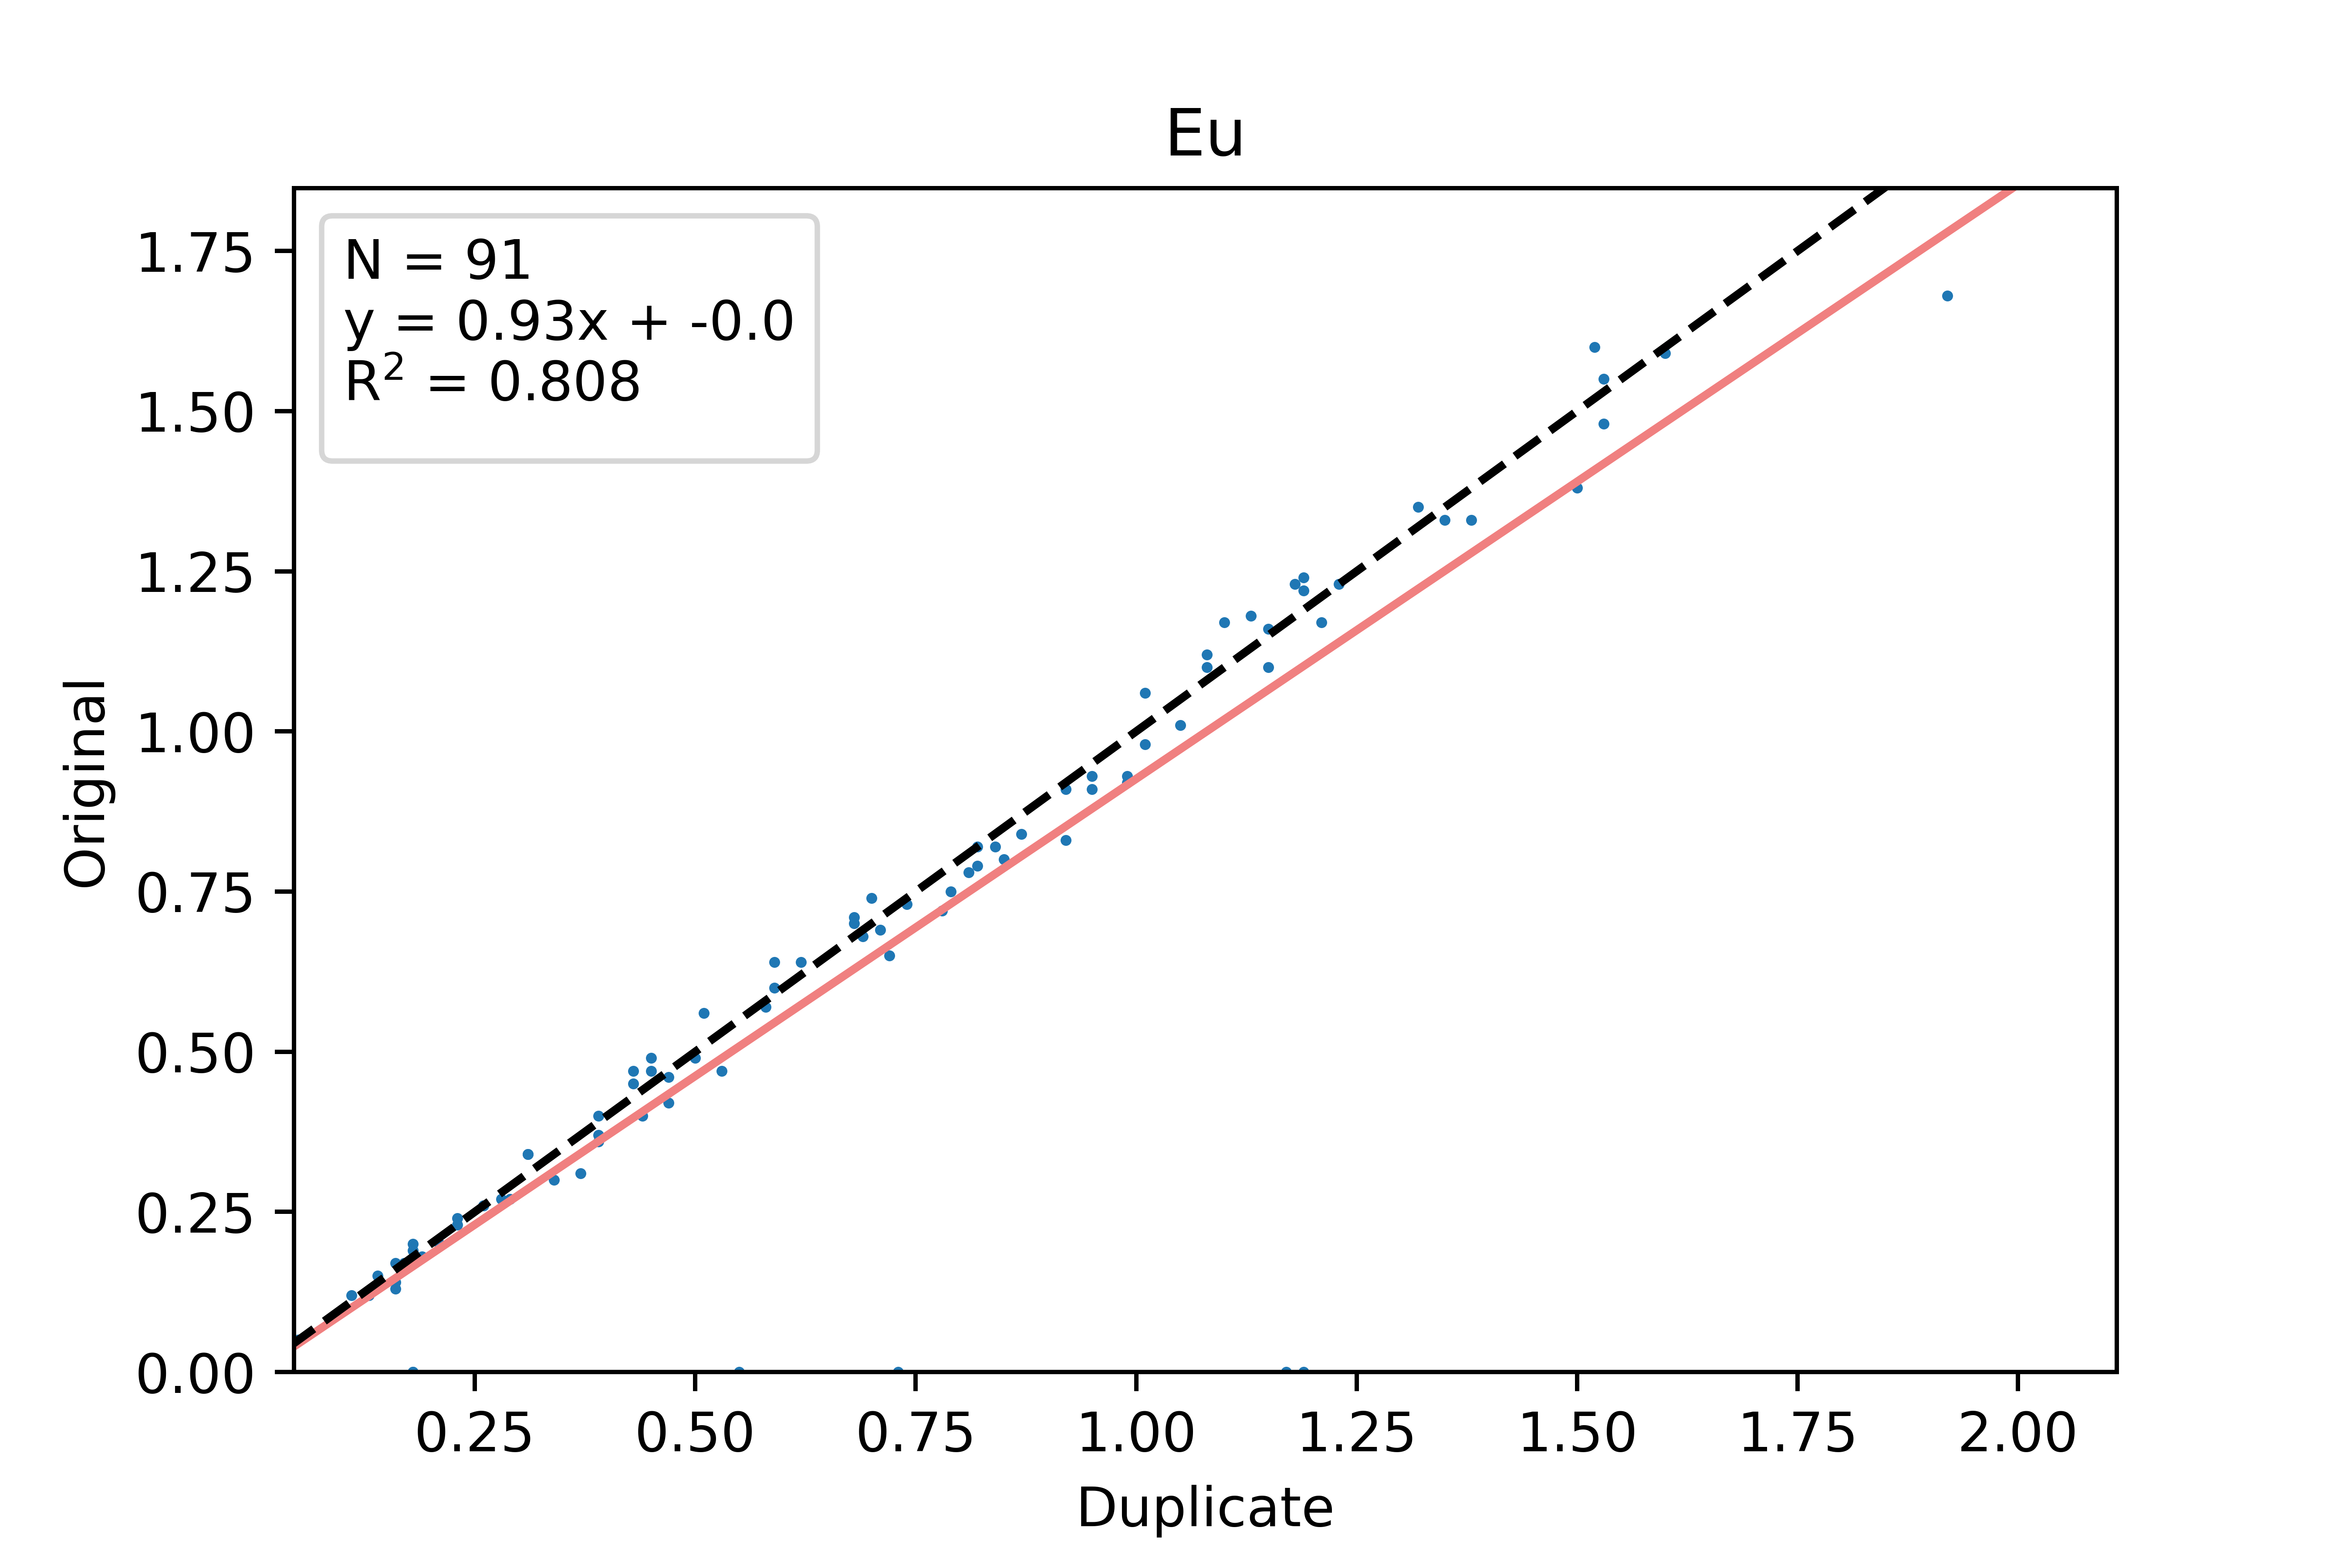 Eu
N = 91
y = 0.93x + -0.0
R² = 0.808
1.75
1.50
1.25
1.00
0.75
0.50
0.25
0.00
Original
0.25 0.50 0.75 1.00 1.25 1.50 1.75 2.00
Duplicate